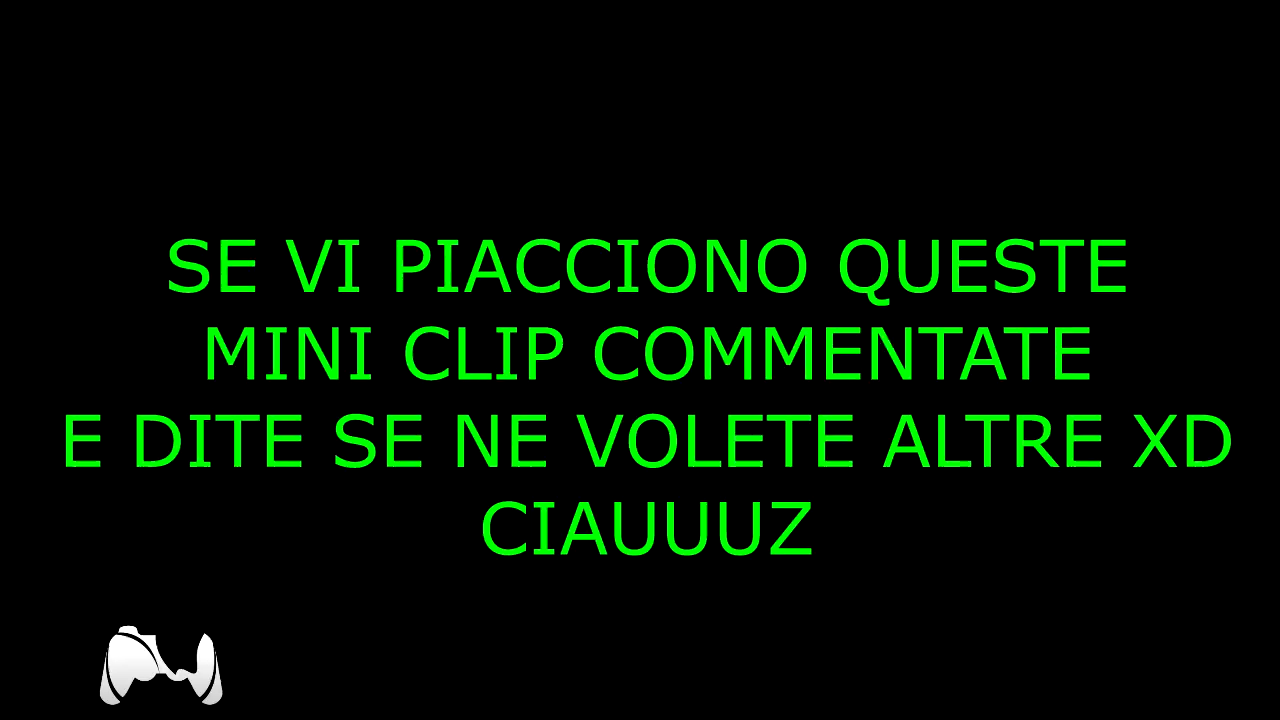 SE VI PIACCIONO QUESTE
MINI CLIP COMMENTATE
E DITE SE NE VOLETE ALTRE XD
CIAUUUZ